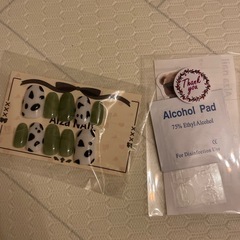 Thank
you
Alcohol Pad
75% Ethyl Alcohol
For Disinfection Use